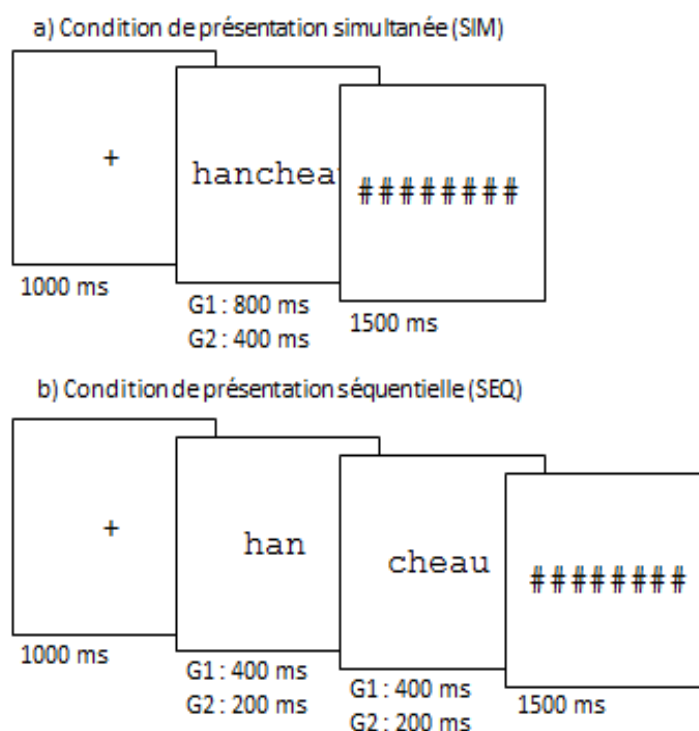 a) Condition de présentation simultanée (SIM)
+
hanchea
########
1000 ms
G1 : 800 ms
G2 : 400 ms
1500 ms
b) Condition de présentation séquentielle (SEQ)
+
han
cheau
########
1000 ms
G1 : 400 ms
G2 : 200 ms
G1 : 400 ms
G2 : 200 ms
1500 ms